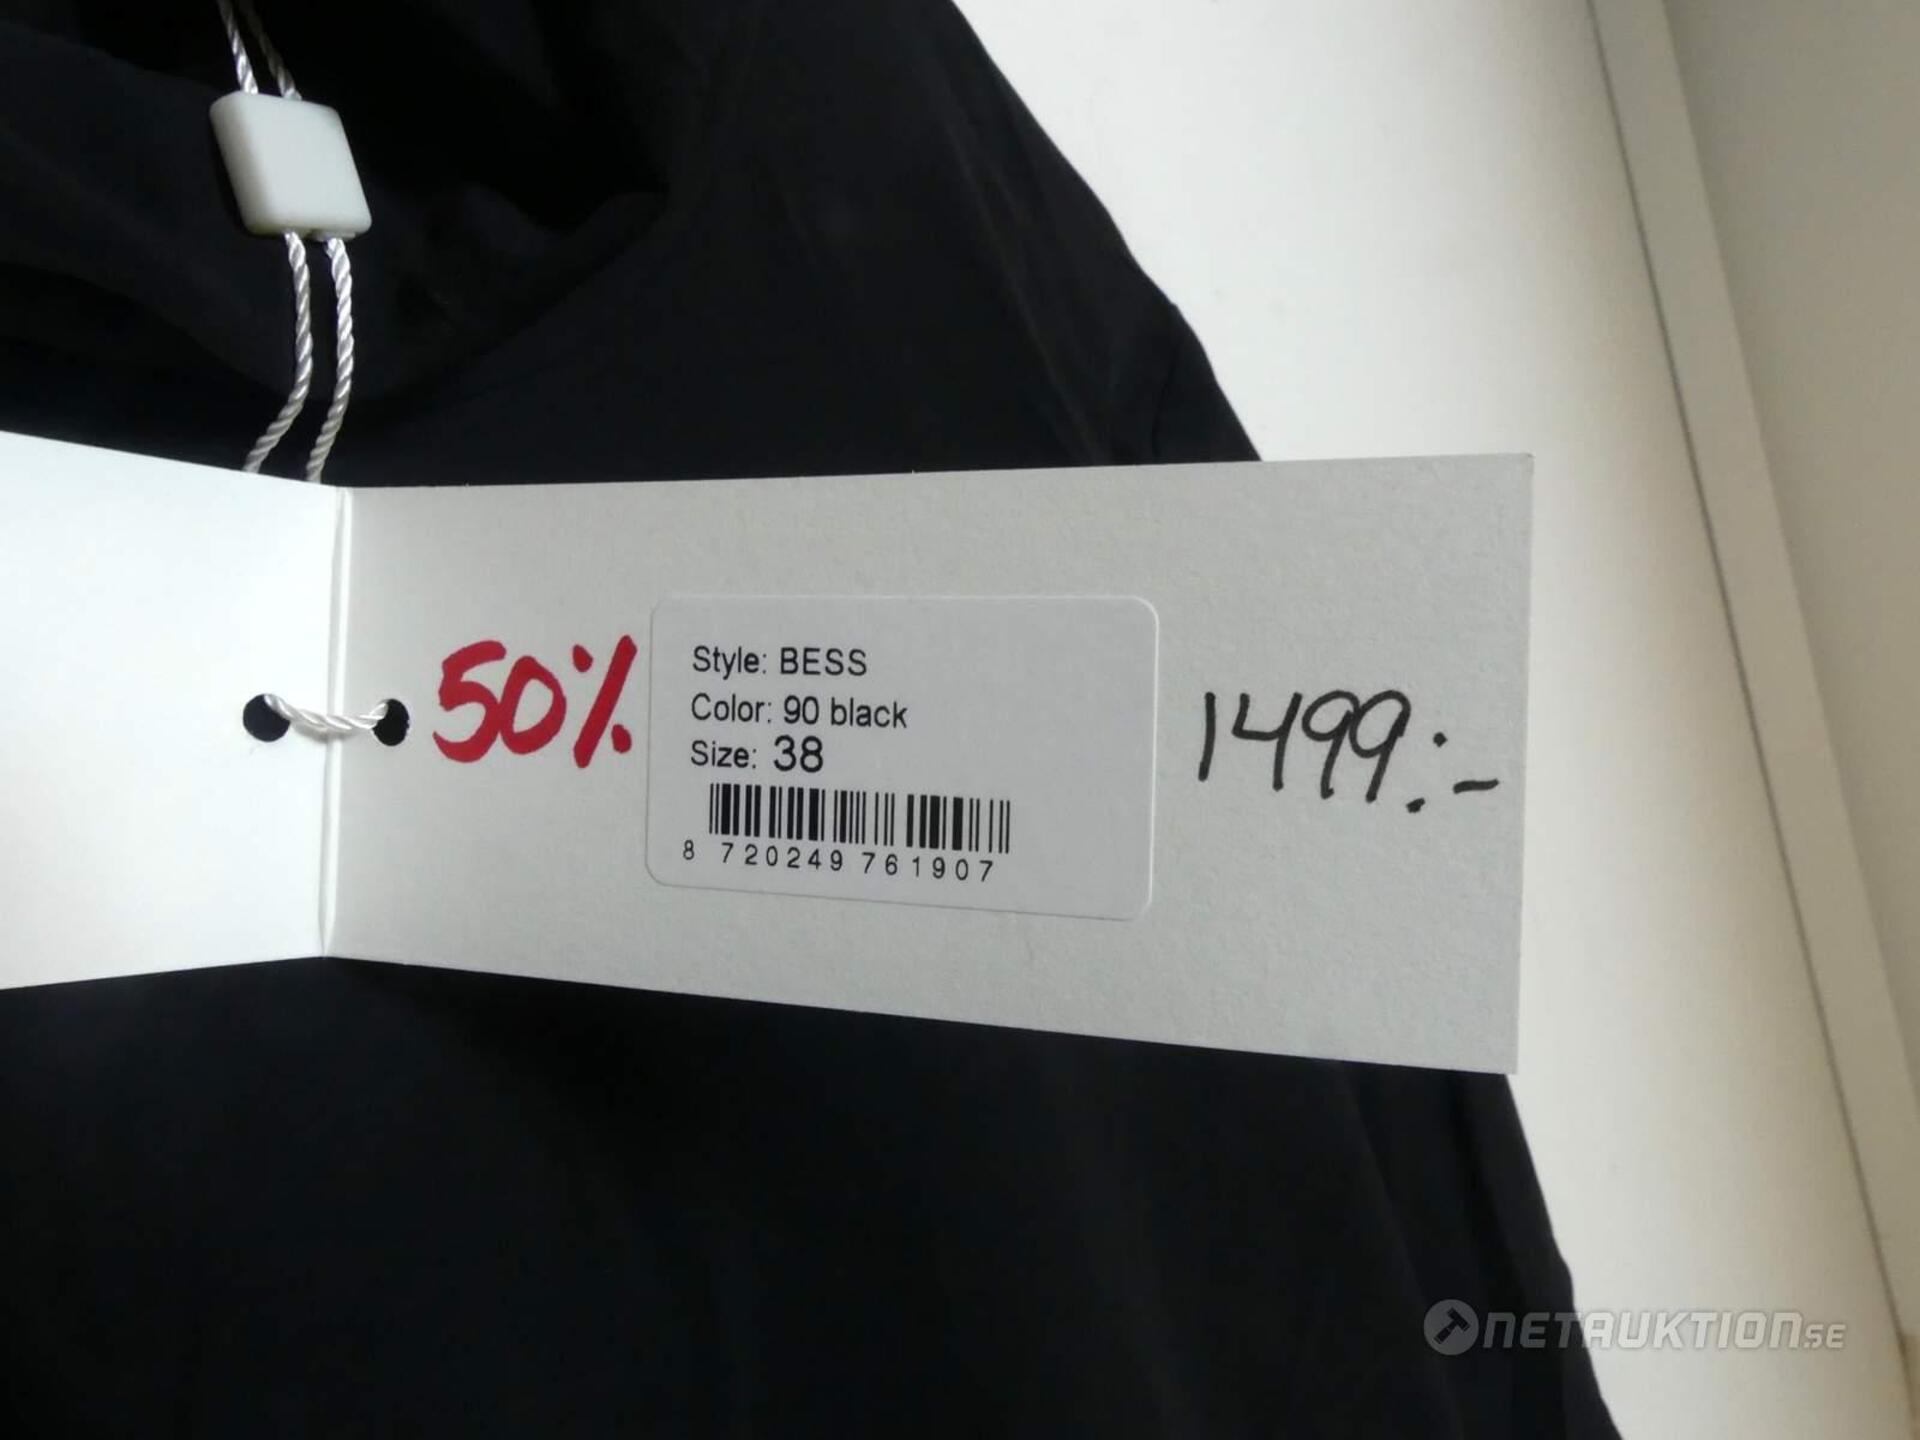 50%
Style: BESS
Color: 90 black
Size: 38
8 720249 761907
1499:-
NETAUKTION.SE